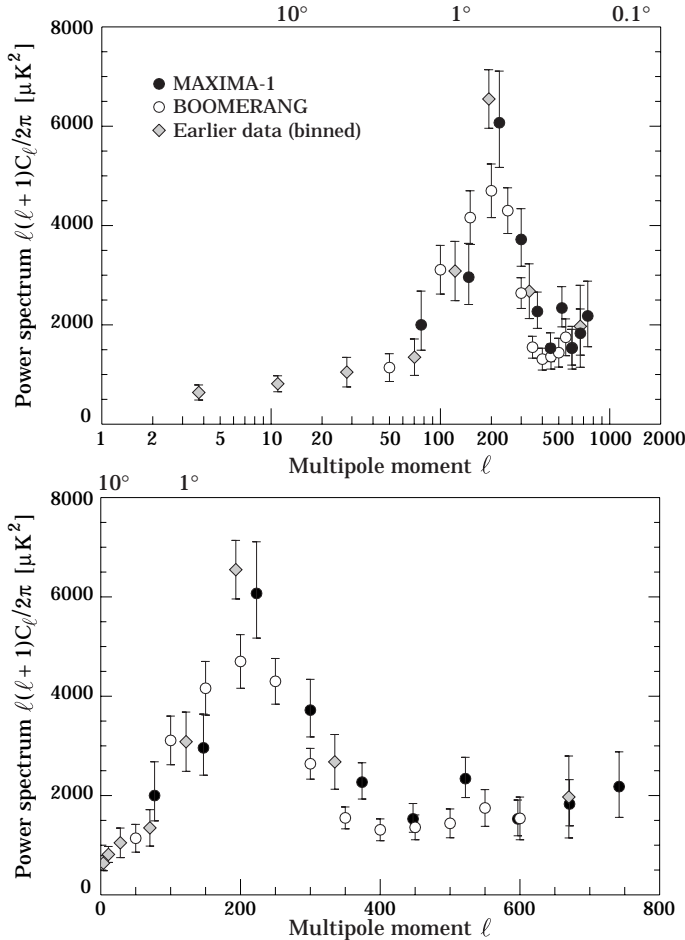 10° 1° 0.1°
8000
MAXIMA-1
BOOMERANG
Earlier data (binned)
6000
4000
2000
0
Power spectrum ℓ(ℓ + 1)Cℓ/2π [µK²]
1 2 5 10 20 50 100 200 500 1000 2000
Multipole moment ℓ
10° 1°
8000
6000
4000
2000
0
Power spectrum ℓ(ℓ + 1)Cℓ/2π [µK²]
0 200 400 600 800
Multipole moment ℓ